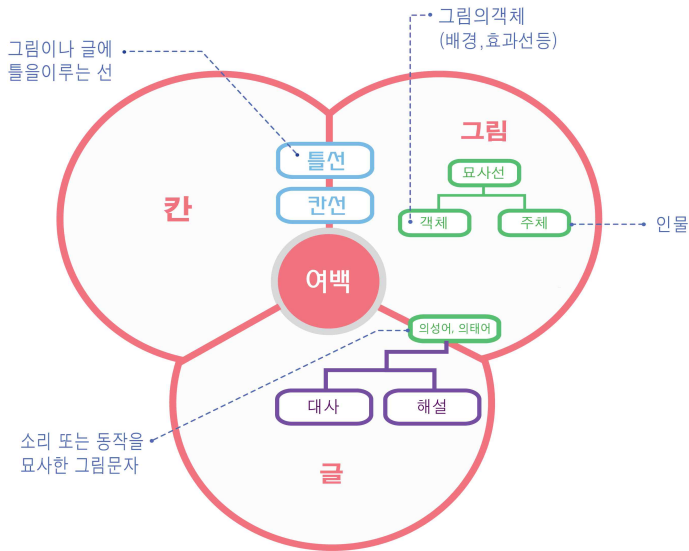 그림의객체
(배경,효과선등)
그림이나 글에
틀을이루는 선
그림
틀선
묘사선
칸
칸선
객체
주체
인물
여백
의성어, 의태어
대사
해설
소리 또는 동작을
묘사한 그림문자
글